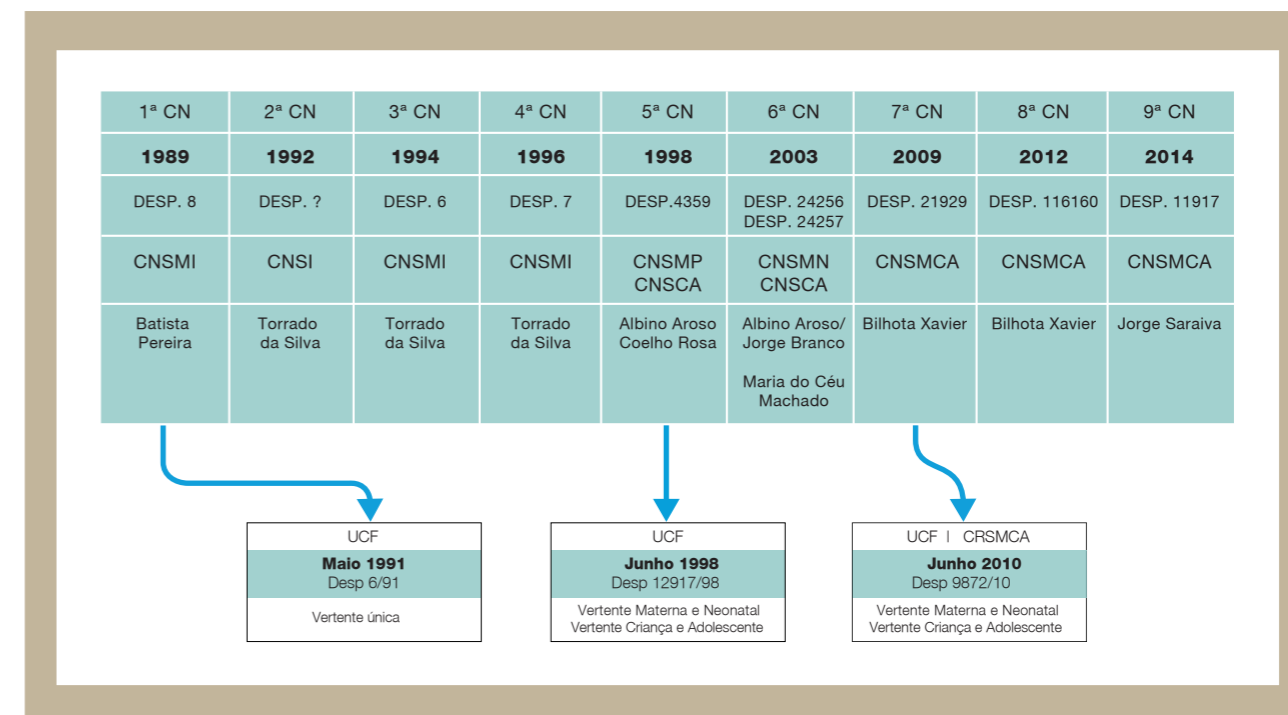 1ª CN 2ª CN 3ª CN 4ª CN 5ª CN 6ª CN 7ª CN 8ª CN 9ª CN
1989 1992 1994 1996 1998 2003 2009 2012 2014
DESP. 8 DESP. ? DESP. 6 DESP. 7 DESP.4359 DESP. 24256 DESP. 21929 DESP. 116160 DESP. 11917
DESP. 24257
CNSMI CNSI CNSMI CNSMI CNSMP CNSMN CNSMCA CNSMCA CNSMCA
CNSCA CNSCA
Batista Torrado Torrado Torrado Albino Aroso Albino Aroso/ Bilhota Xavier Bilhota Xavier Jorge Saraiva
Pereira da Silva da Silva da Silva Coelho Rosa Jorge Branco
Maria do Céu
Machado
UCF
Maio 1991
Desp 6/91
Vertente única
UCF
Junho 1998
Desp 12917/98
Vertente Materna e Neonatal
Vertente Criança e Adolescente
UCF | CRSMCA
Junho 2010
Desp 9872/10
Vertente Materna e Neonatal
Vertente Criança e Adolescente